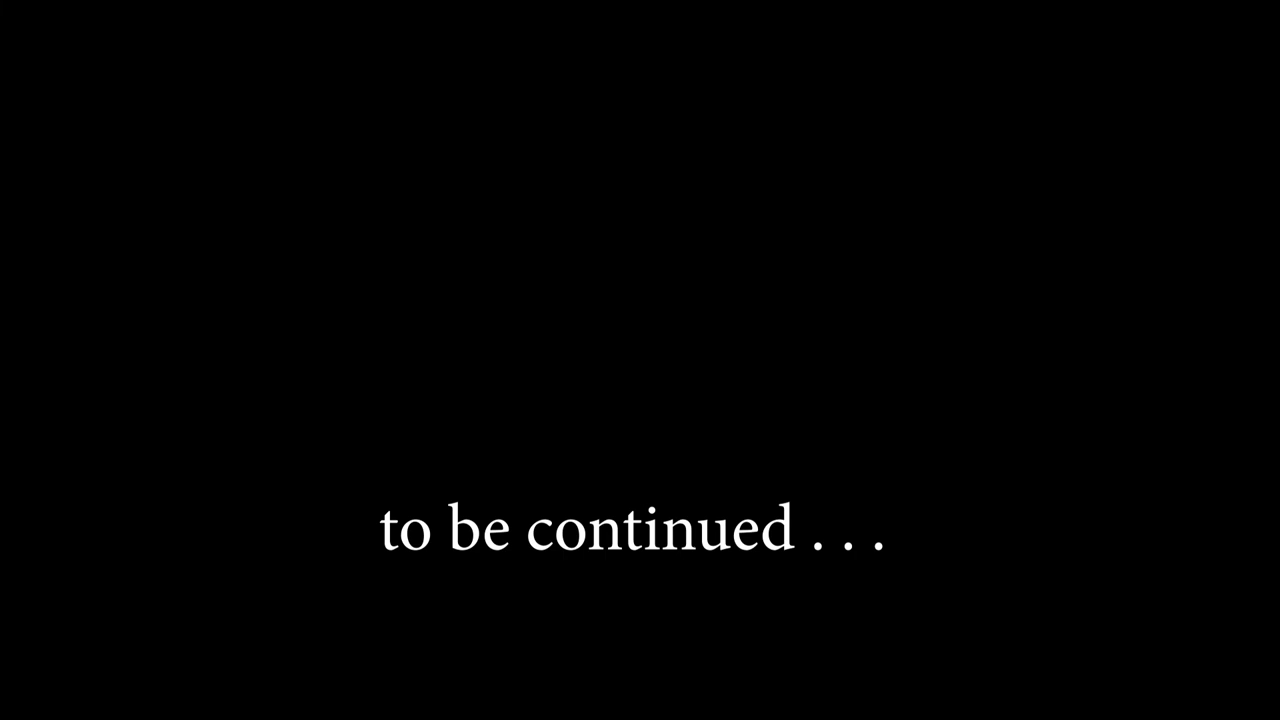 to be continued . . .